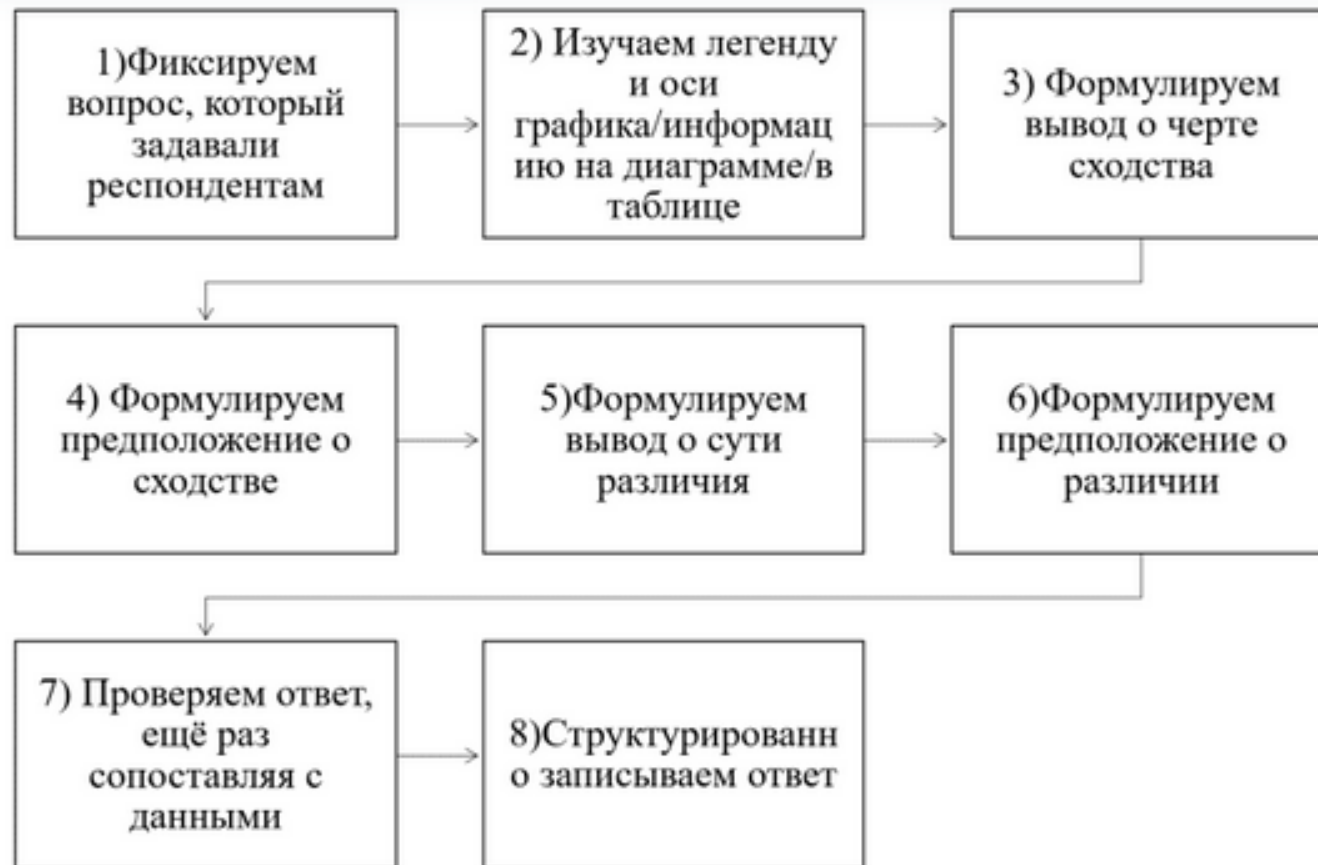 1)Фиксируем
вопрос, который
задавали
респондентам
2) Изучаем легенду
и оси
графика/информац
ию на диаграмме/в
таблице
3) Формулируем
вывод о черте
сходства
4) Формулируем
предположение о
сходстве
5)Формулируем
вывод о сути
различия
6)Формулируем
предположение о
различии
7) Проверяем ответ,
ещё раз
сопоставляя с
данными
8)Структурированн
о записываем ответ